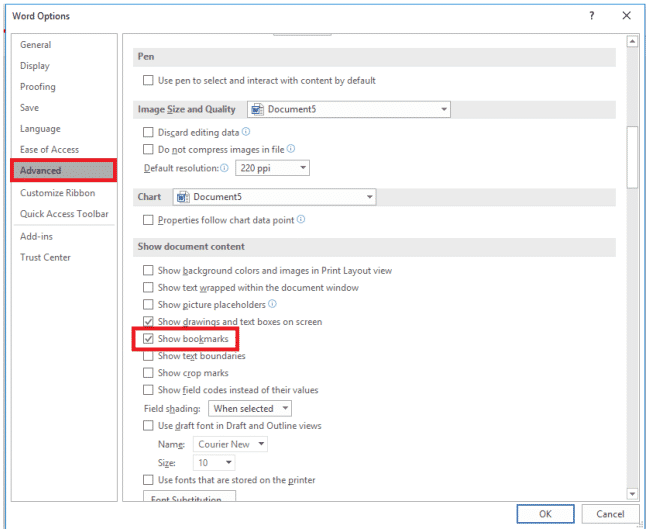 Word Options
General
Display
Proofing
Save
Language
Ease of Access
Advanced
Customize Ribbon
Quick Access Toolbar
Add-ins
Trust Center
Pen
Use pen to select and interact with content by default
Image Size and Quality Document5
Discard editing data
Do not compress images in file
Default resolution: 220 ppi
Chart Document5
Properties follow chart data point
Show document content
Show background colors and images in Print Layout view
Show text wrapped within the document window
Show picture placeholders
Show drawings and text boxes on screen
Show bookmarks
Show text boundaries
Show crop marks
Show field codes instead of their values
Field shading: When selected
Use draft font in Draft and Outline views
Name: Courier New
Size: 10
Use fonts that are stored on the printer
Font Substitution...
OK Cancel